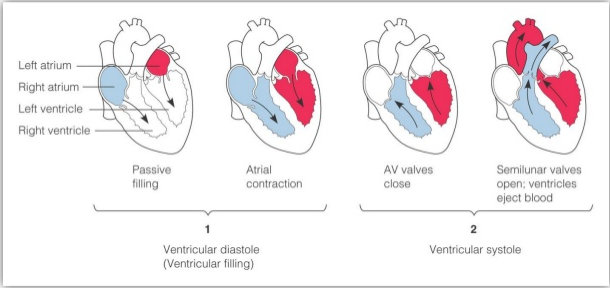 Left atrium
Right atrium
Left ventricle
Right ventricle
Passive
filling
Atrial
contraction
AV valves
close
Semilunar valves
open; ventricles
eject blood
1
Ventricular diastole
(Ventricular filling)
2
Ventricular systole